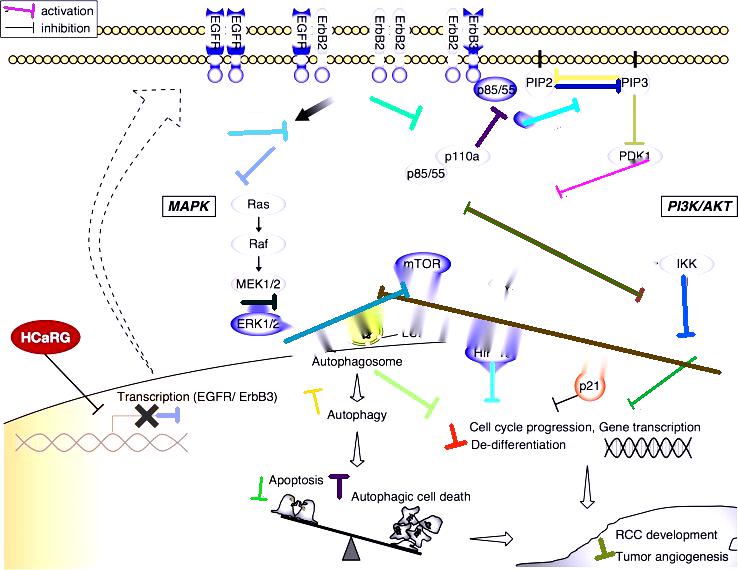 activation
inhibition
EGFR
EGFR
EGFR
ErbB2
ErbB2
ErbB2
ErbB2
ErbB3
p85/55
PIP2
PIP3
p110a
p85/55
PDK1
MAPK
Ras
PI3K/AKT
Raf
mTOR
IKK
MEK1/2
ERK1/2
HCaRG
Autophagosome
p21
Transcription (EGFR/ ErbB3)
Autophagy
Cell cycle progression, Gene transcription
De-differentiation
Apoptosis
Autophagic cell death
RCC development
Tumor angiogenesis